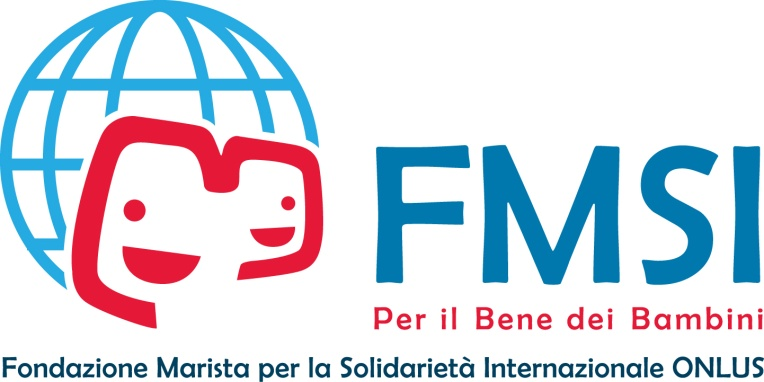 FMSI
Per il Bene dei Bambini
Fondazione Marista per la Solidarietà Internazionale ONLUS